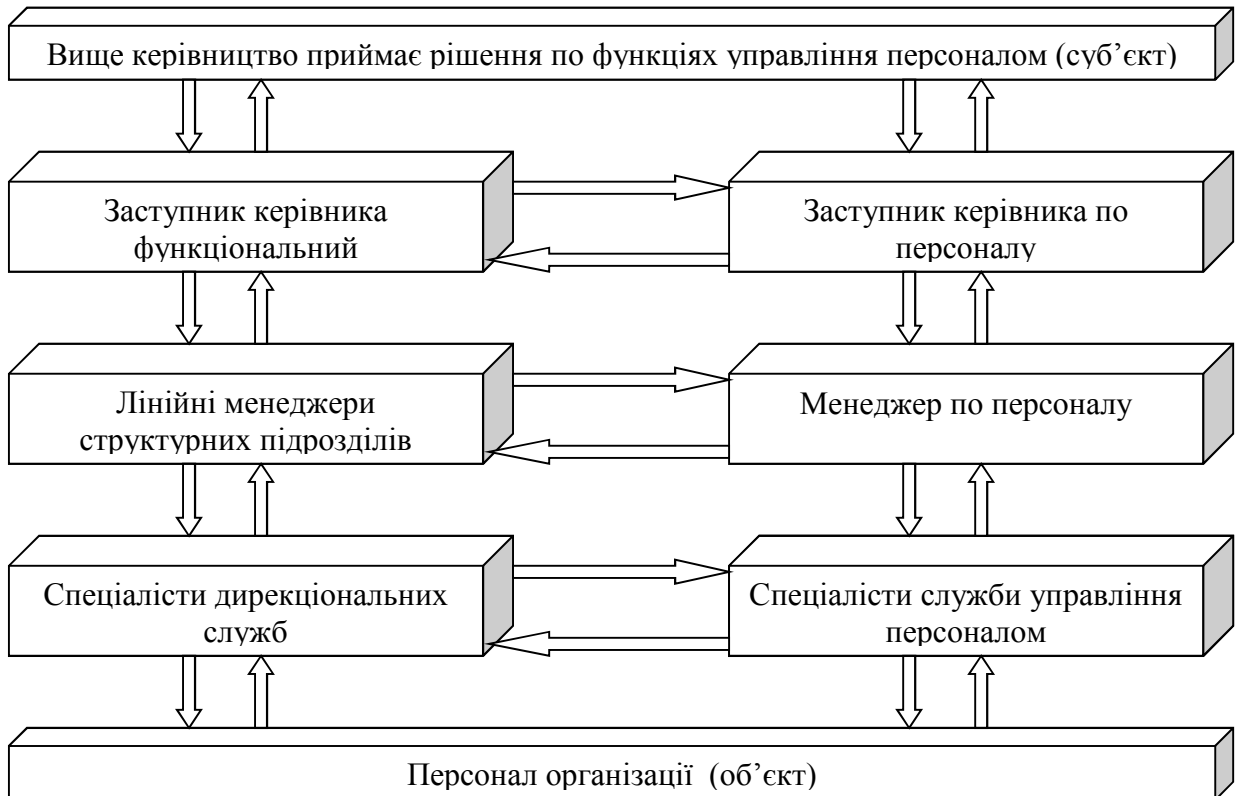 Вище керівництво приймає рішення по функціях управління персоналом (суб’єкт)
Заступник керівника
функціональний
Заступник керівника по
персоналу
Лінійні менеджери
структурних підрозділів
Менеджер по персоналу
Спеціалісти дирекціональних
служб
Спеціалісти служби управління
персоналом
Персонал організації (об’єкт)